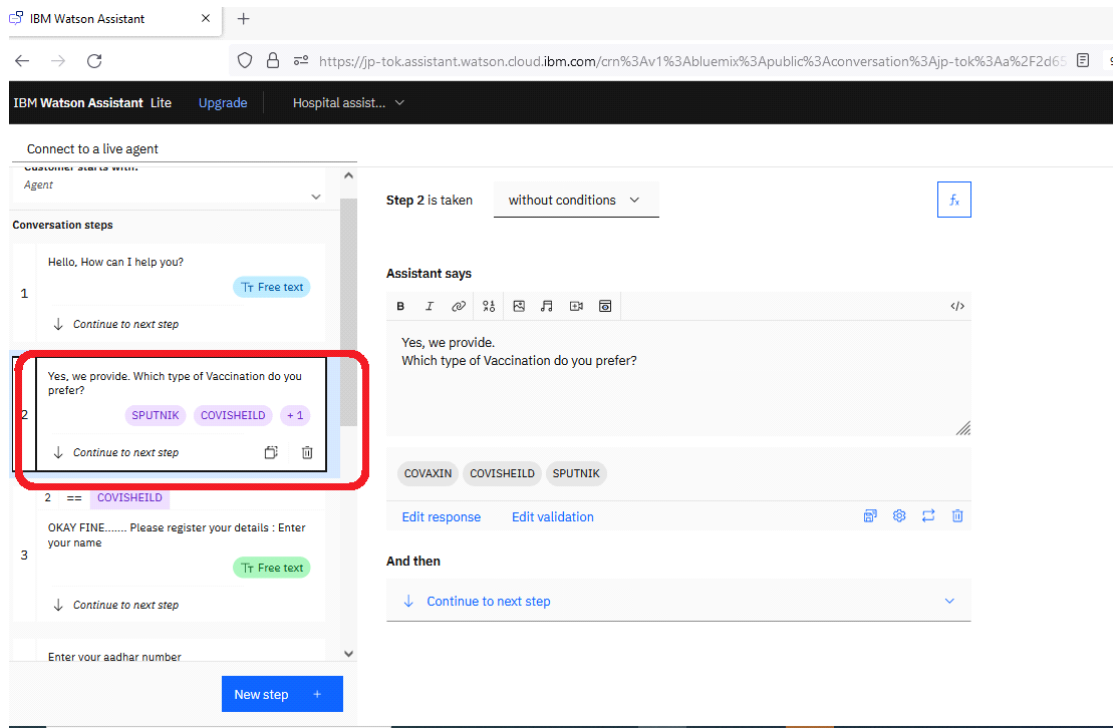 IBM Watson Assistant
https://jp-tok.assistant.watson.cloud.ibm.com/crn%3Av1%3Abluemix%3Apublic%3Aconversation%3Ajp-tok%3Aa%2F2d65
IBM Watson Assistant Lite Upgrade Hospital assist...
Connect to a live agent
Customer starts with:
Agent
Conversation steps
1
Hello, How can I help you?
Free text
Continue to next step
2
Yes, we provide. Which type of Vaccination do you
prefer?
SPUTNIK COVISHEILD + 1
Continue to next step
2 == COVISHEILD
3
OKAY FINE....... Please register your details : Enter
your name
Free text
Continue to next step
Enter your aadhar number
New step +
Step 2 is taken without conditions
fx
Assistant says
B I </>
Yes, we provide.
Which type of Vaccination do you prefer?
COVAXIN COVISHEILD SPUTNIK
Edit response Edit validation
And then
Continue to next step